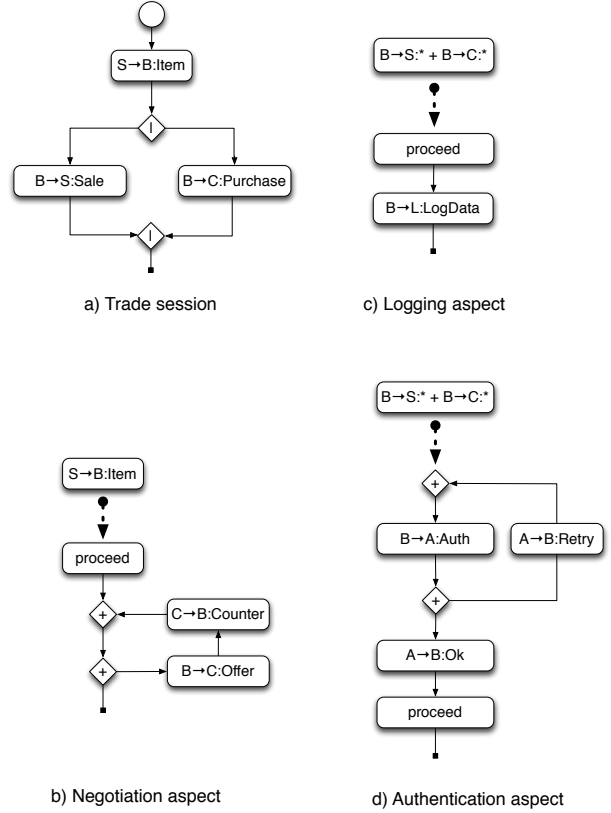 S→B:Item
|
B→S:Sale
B→C:Purchase
|
a) Trade session
B→S:* + B→C:*
proceed
B→L:LogData
c) Logging aspect
S→B:Item
proceed
+
C→B:Counter
+
B→C:Offer
b) Negotiation aspect
B→S:* + B→C:*
+
B→A:Auth
A→B:Retry
+
A→B:Ok
proceed
d) Authentication aspect